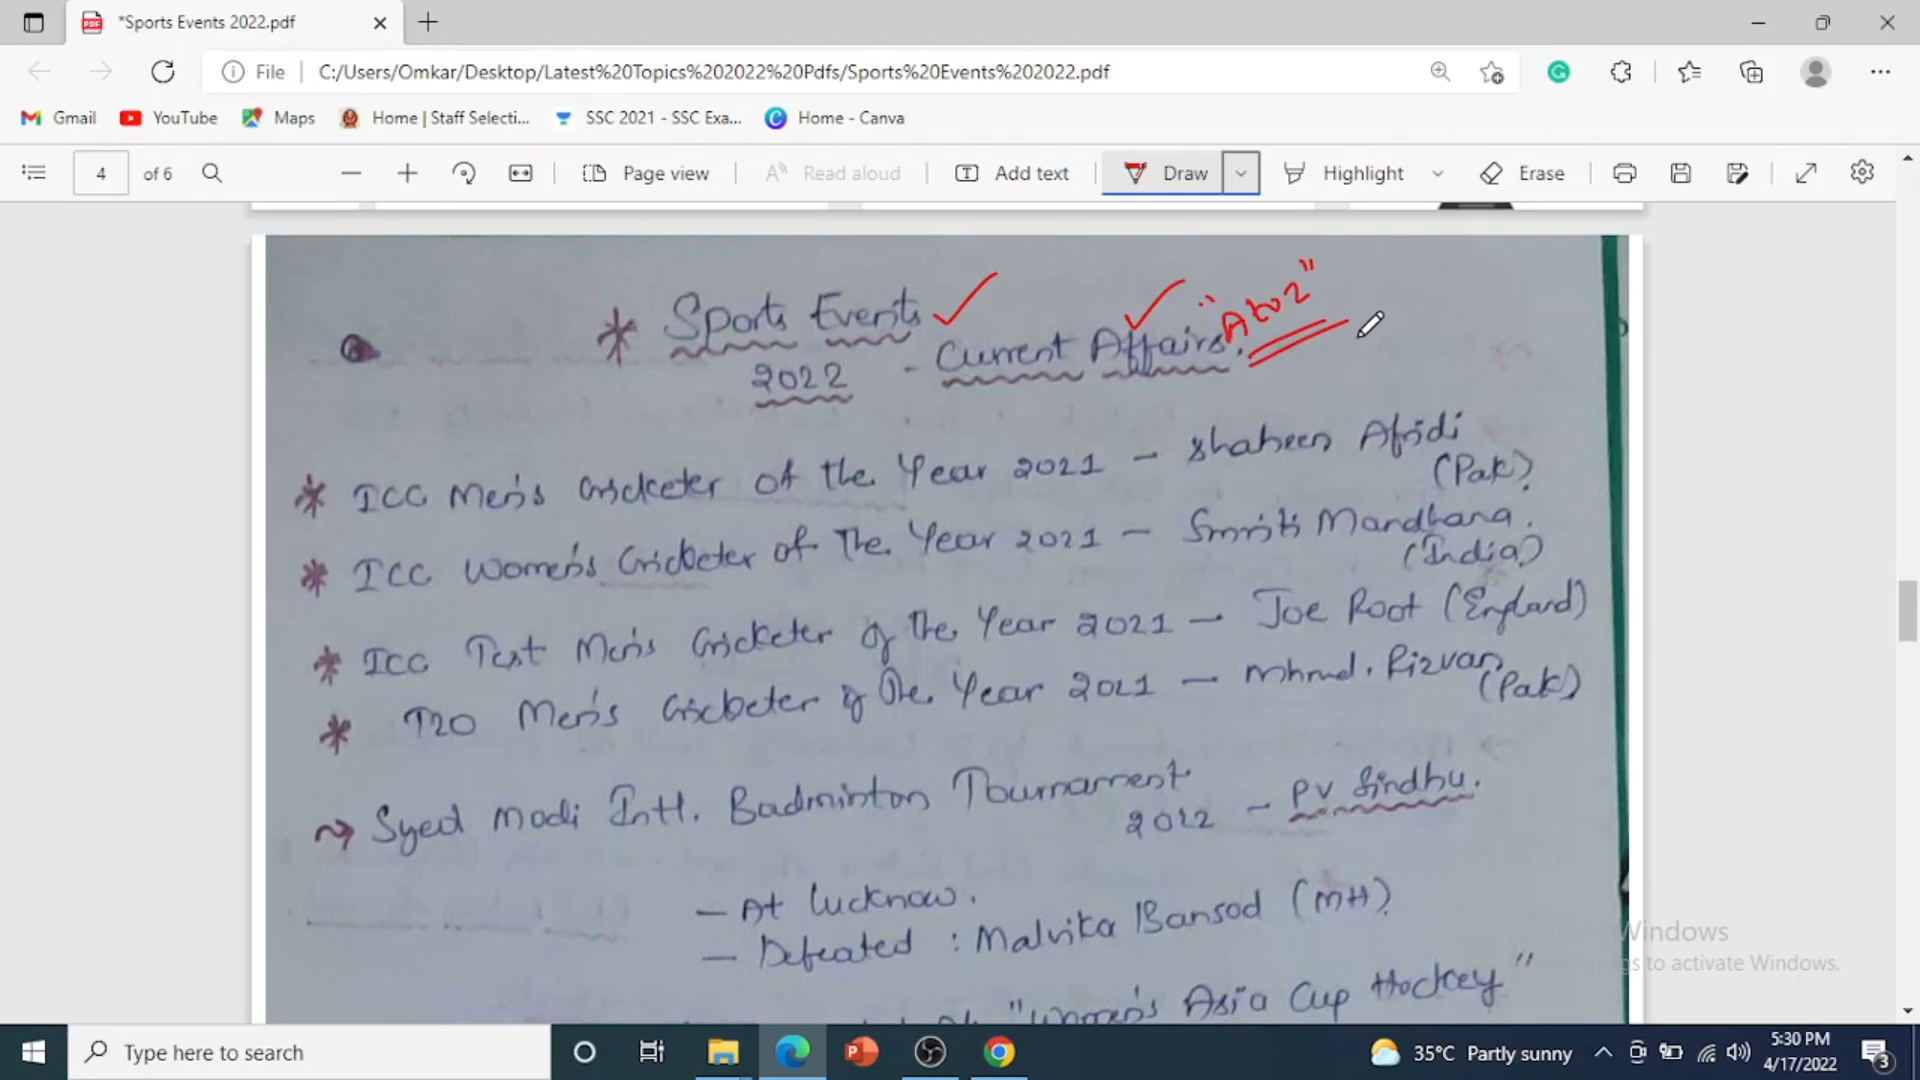 *Sports Events 2022.pdf
File C:/Users/Omkar/Desktop/Latest%20Topics%202022%20Pdfs/Sports%20Events%202022.pdf
Gmail YouTube Maps Home | Staff Selecti... SSC 2021 - SSC Exa... Home - Canva
4 of 6 Page view Read aloud Add text Draw Highlight Erase
* Sports Events
2022 - Current Affairs. "A to Z"
* ICC Men's Cricketer of the Year 2021 - Shaheen Afridi
(Pak)
* ICC Women's Cricketer of The Year 2021 - Smriti Mandhana.
(India)
* ICC Test Men's Cricketer of The Year 2021 - Joe Root (England)
* T20 Men's Cricketer of The Year 2021 - Mhmd. Rizvan
(Pak)
Syed Modi Intl. Badminton Tournament
2022 - PV Sindhu.
- At Lucknow.
- Defeated : Malvika Bansod (MH)
"Women's Asia Cup Hockey"
Windows
gs to activate Windows.
Type here to search
35°C Partly sunny
5:30 PM
4/17/2022
3